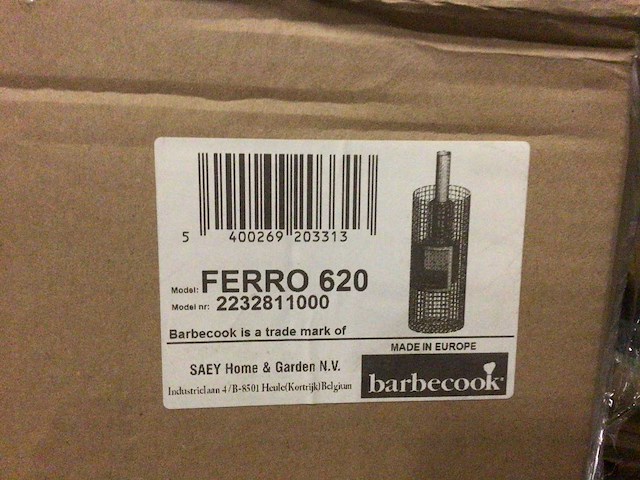 5 400269 203313
Model: FERRO 620
Model nr: 2232811000
Barbecook is a trade mark of
MADE IN EUROPE
SAEY Home & Garden N.V.
Industrielaan 4/B-8501 Heule(Kortrijk)Belgium
barbecook